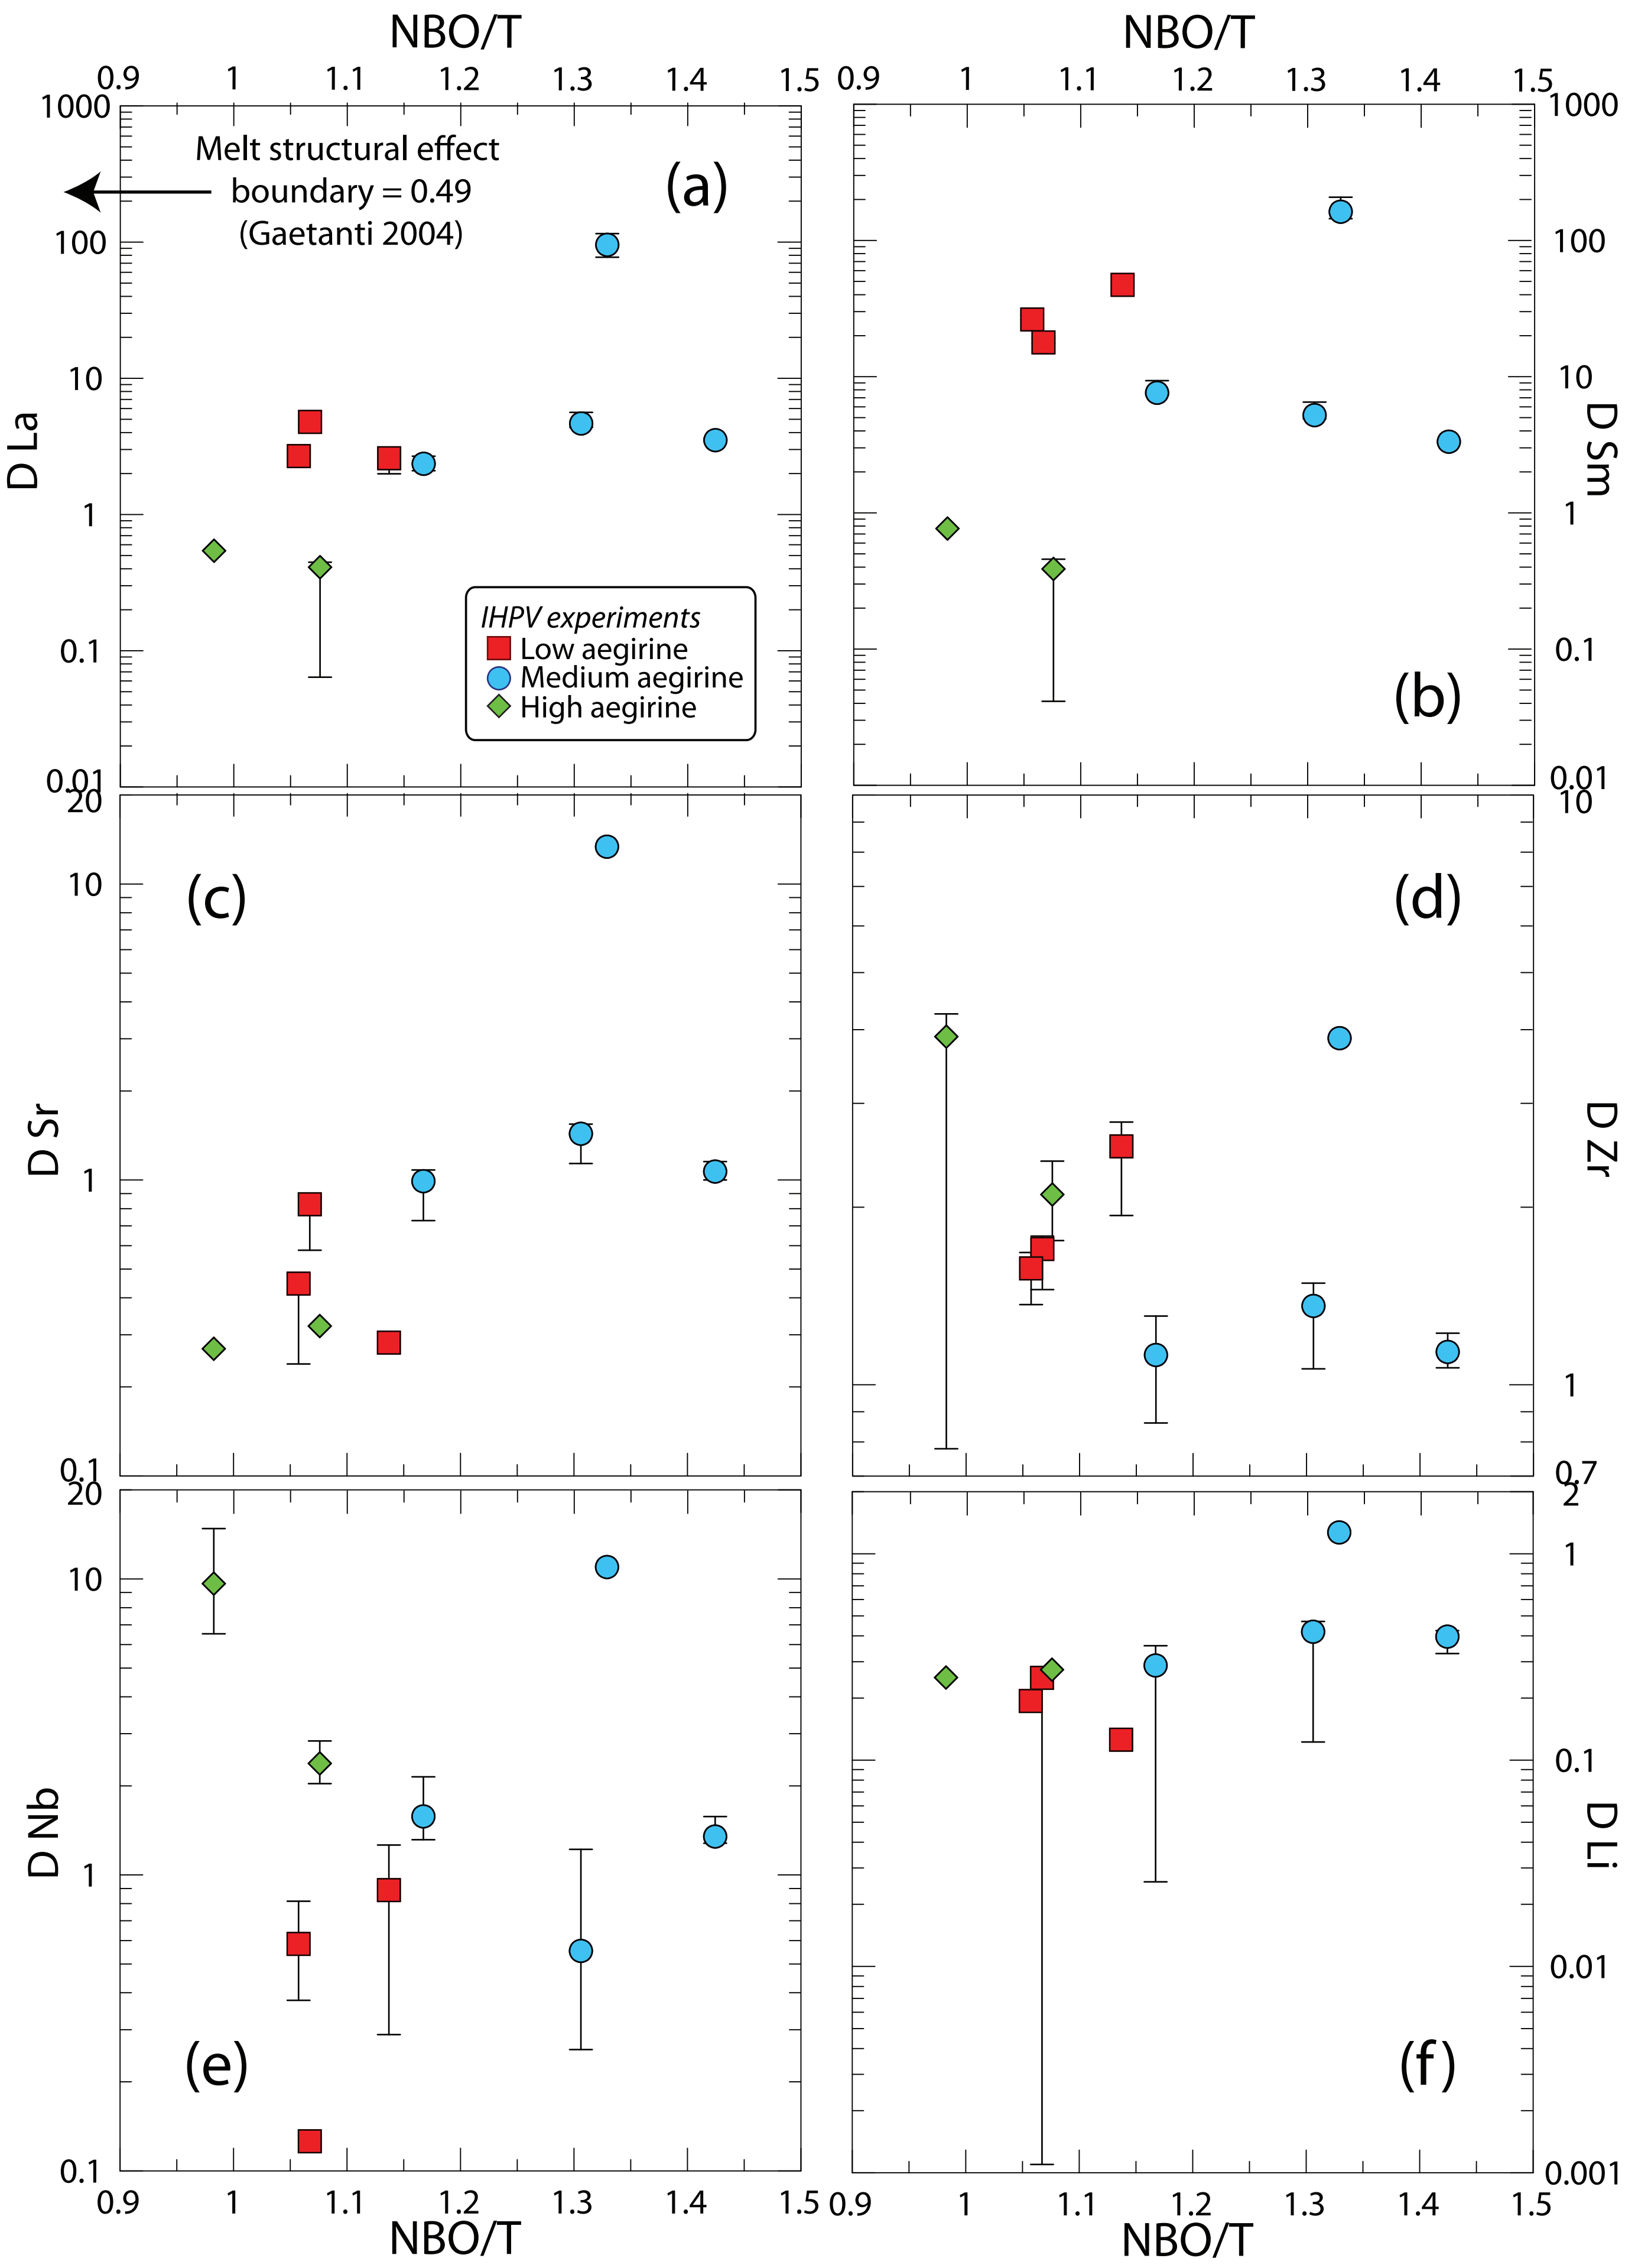 NBO/T
NBO/T
0.9 1 1.1 1.2 1.3 1.4 1.5
0.9 1 1.1 1.2 1.3 1.4 1.5
1000
100
10
1
0.1
0.01
D La
Melt structural effect
boundary = 0.49
(Gaetanti 2004)
(a)
IHPV experiments
Low aegirine
Medium aegirine
High aegirine
(b)
1000
100
10
1
0.1
0.01
D Sm
20
10
1
0.1
D Sr
(c)
(d)
10
1
0.7
D Zr
20
10
1
0.1
D Nb
(e)
(f)
2
1
0.1
0.01
0.001
D Li
0.9 1 1.1 1.2 1.3 1.4 1.5
0.9 1 1.1 1.2 1.3 1.4 1.5
NBO/T
NBO/T